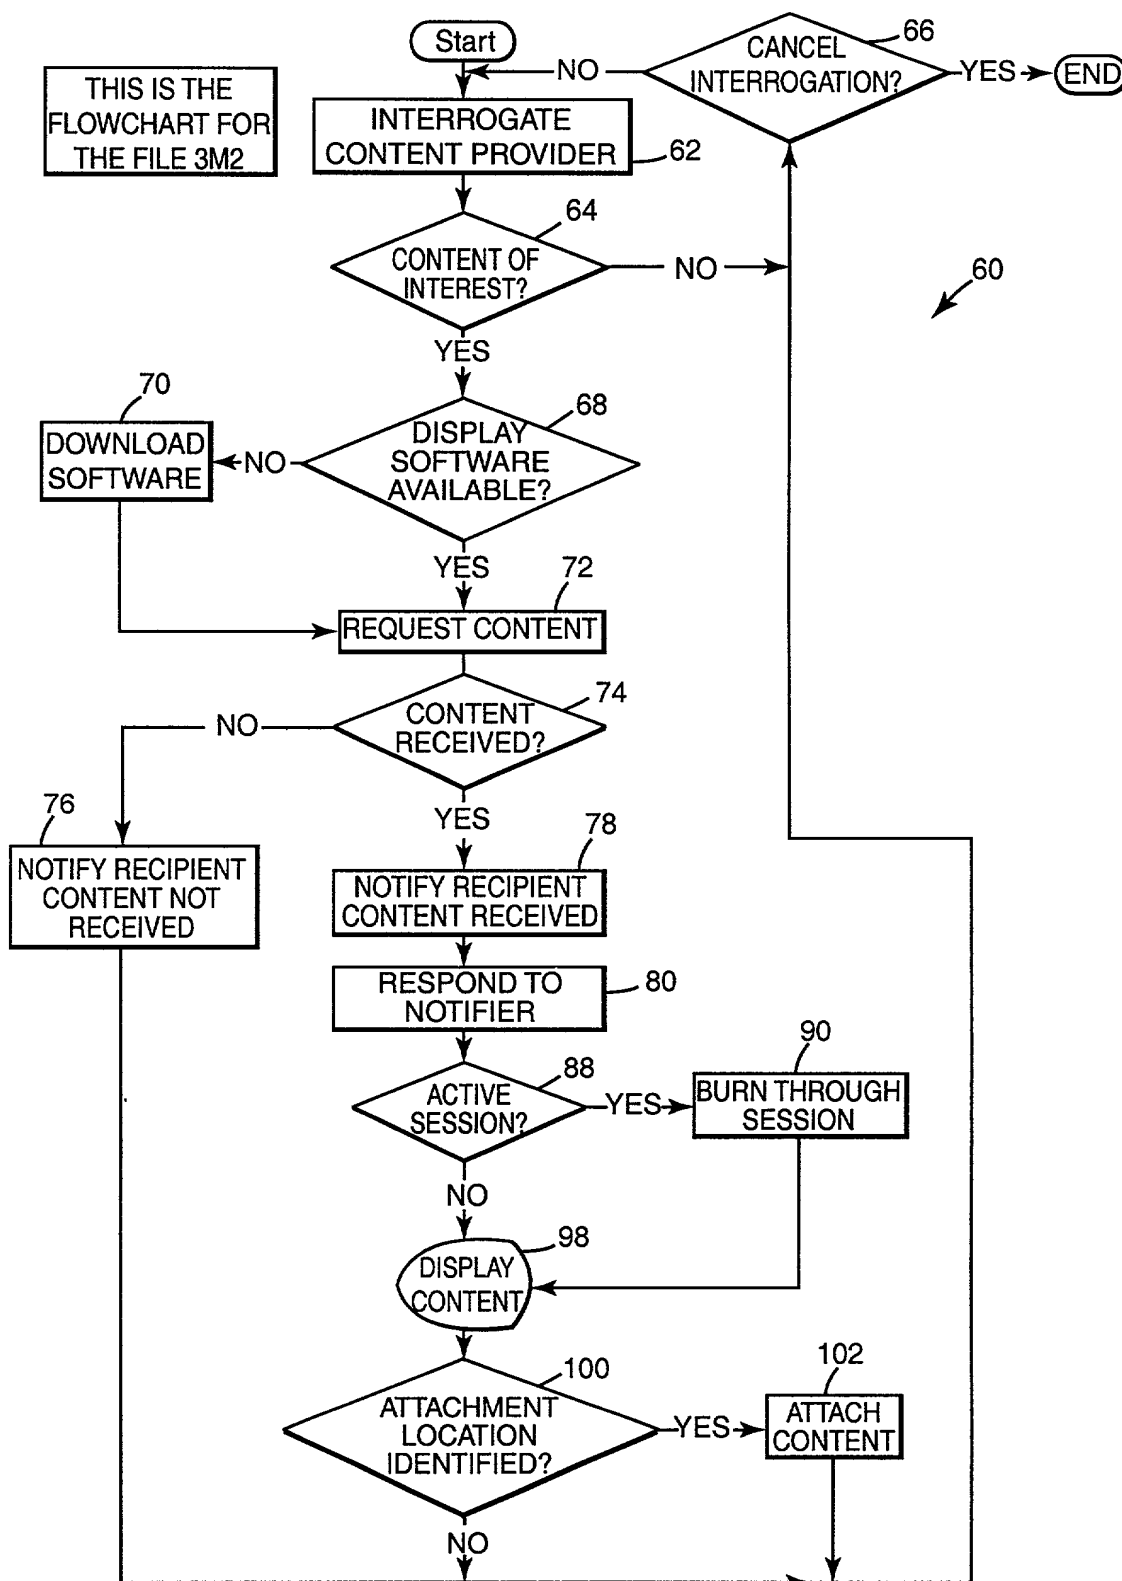 Start
66
CANCEL
INTERROGATION?
NO
YES
END
THIS IS THE
FLOWCHART FOR
THE FILE 3M2
INTERROGATE
CONTENT PROVIDER
62
64
CONTENT OF
INTEREST?
NO
60
YES
70
68
DISPLAY
SOFTWARE
AVAILABLE?
NO
DOWNLOAD
SOFTWARE
YES
72
REQUEST CONTENT
74
CONTENT
RECEIVED?
NO
YES
76
NOTIFY RECIPIENT
CONTENT NOT
RECEIVED
78
NOTIFY RECIPIENT
CONTENT RECEIVED
RESPOND TO
NOTIFIER
80
88
ACTIVE
SESSION?
YES
90
BURN THROUGH
SESSION
NO
98
DISPLAY
CONTENT
100
ATTACHMENT
LOCATION
IDENTIFIED?
YES
102
ATTACH
CONTENT
NO